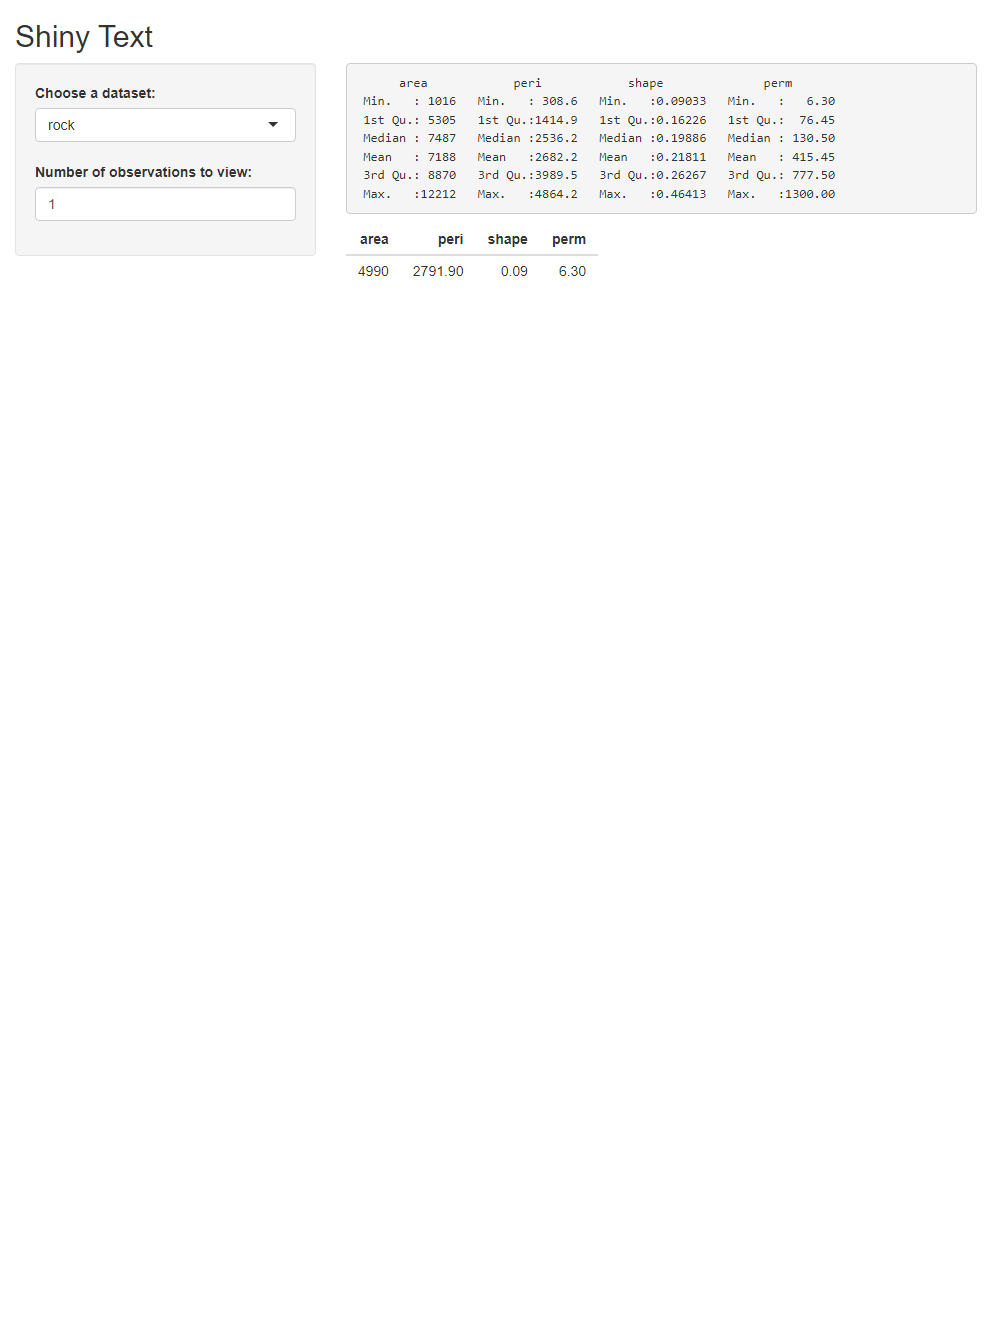 Shiny Text
Choose a dataset:
rock
Number of observations to view:
1
area peri shape perm
Min. : 1016 Min. : 308.6 Min. :0.09033 Min. : 6.30
1st Qu.: 5305 1st Qu.:1414.9 1st Qu.:0.16226 1st Qu.: 76.45
Median : 7487 Median :2536.2 Median :0.19886 Median : 130.50
Mean : 7188 Mean :2682.2 Mean :0.21811 Mean : 415.45
3rd Qu.: 8870 3rd Qu.:3989.5 3rd Qu.:0.26267 3rd Qu.: 777.50
Max. :12212 Max. :4864.2 Max. :0.46413 Max. :1300.00
area peri shape perm
4990 2791.90 0.09 6.30